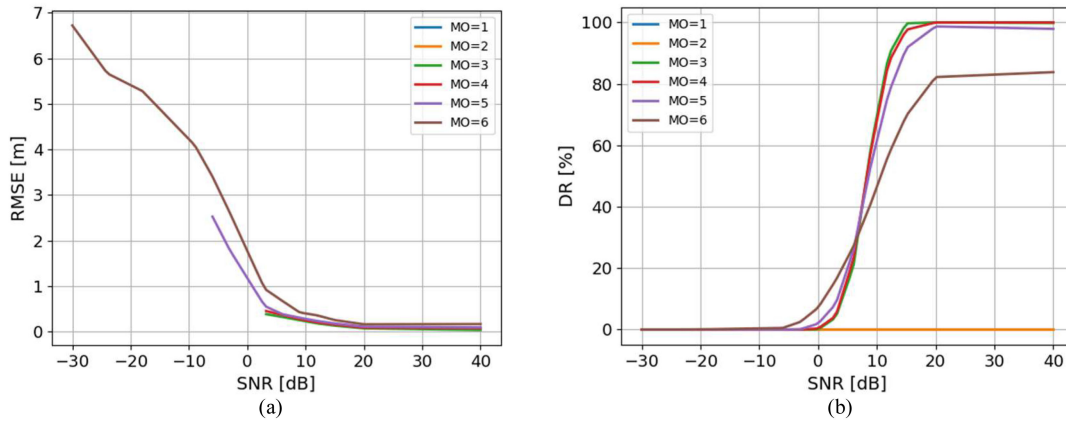 7
6
5
4
3
2
1
0
RMSE [m]
MO=1
MO=2
MO=3
MO=4
MO=5
MO=6
−30 −20 −10 0 10 20 30 40
SNR [dB]
(a)
100
80
60
40
20
0
DR [%]
MO=1
MO=2
MO=3
MO=4
MO=5
MO=6
−30 −20 −10 0 10 20 30 40
SNR [dB]
(b)